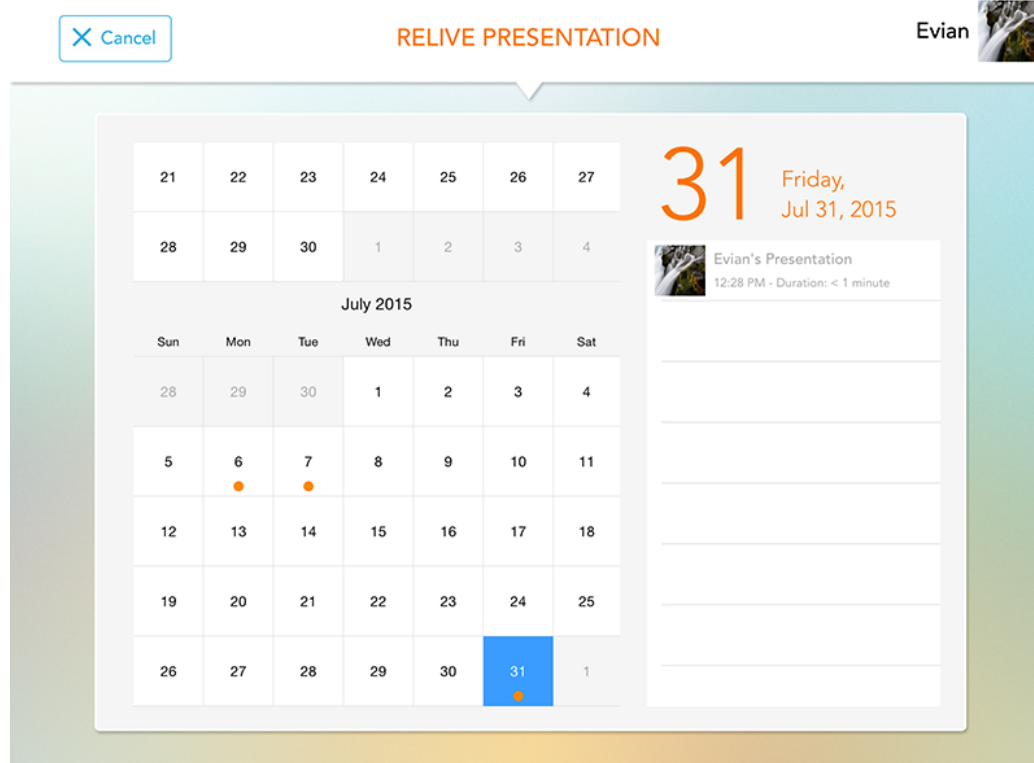 Cancel
RELIVE PRESENTATION
Evian
21 22 23 24 25 26 27
28 29 30 1 2 3 4
July 2015
Sun Mon Tue Wed Thu Fri Sat
28 29 30 1 2 3 4
5 6 7 8 9 10 11
12 13 14 15 16 17 18
19 20 21 22 23 24 25
26 27 28 29 30 31 1
31
Friday,
Jul 31, 2015
Evian's Presentation
12:28 PM - Duration: < 1 minute